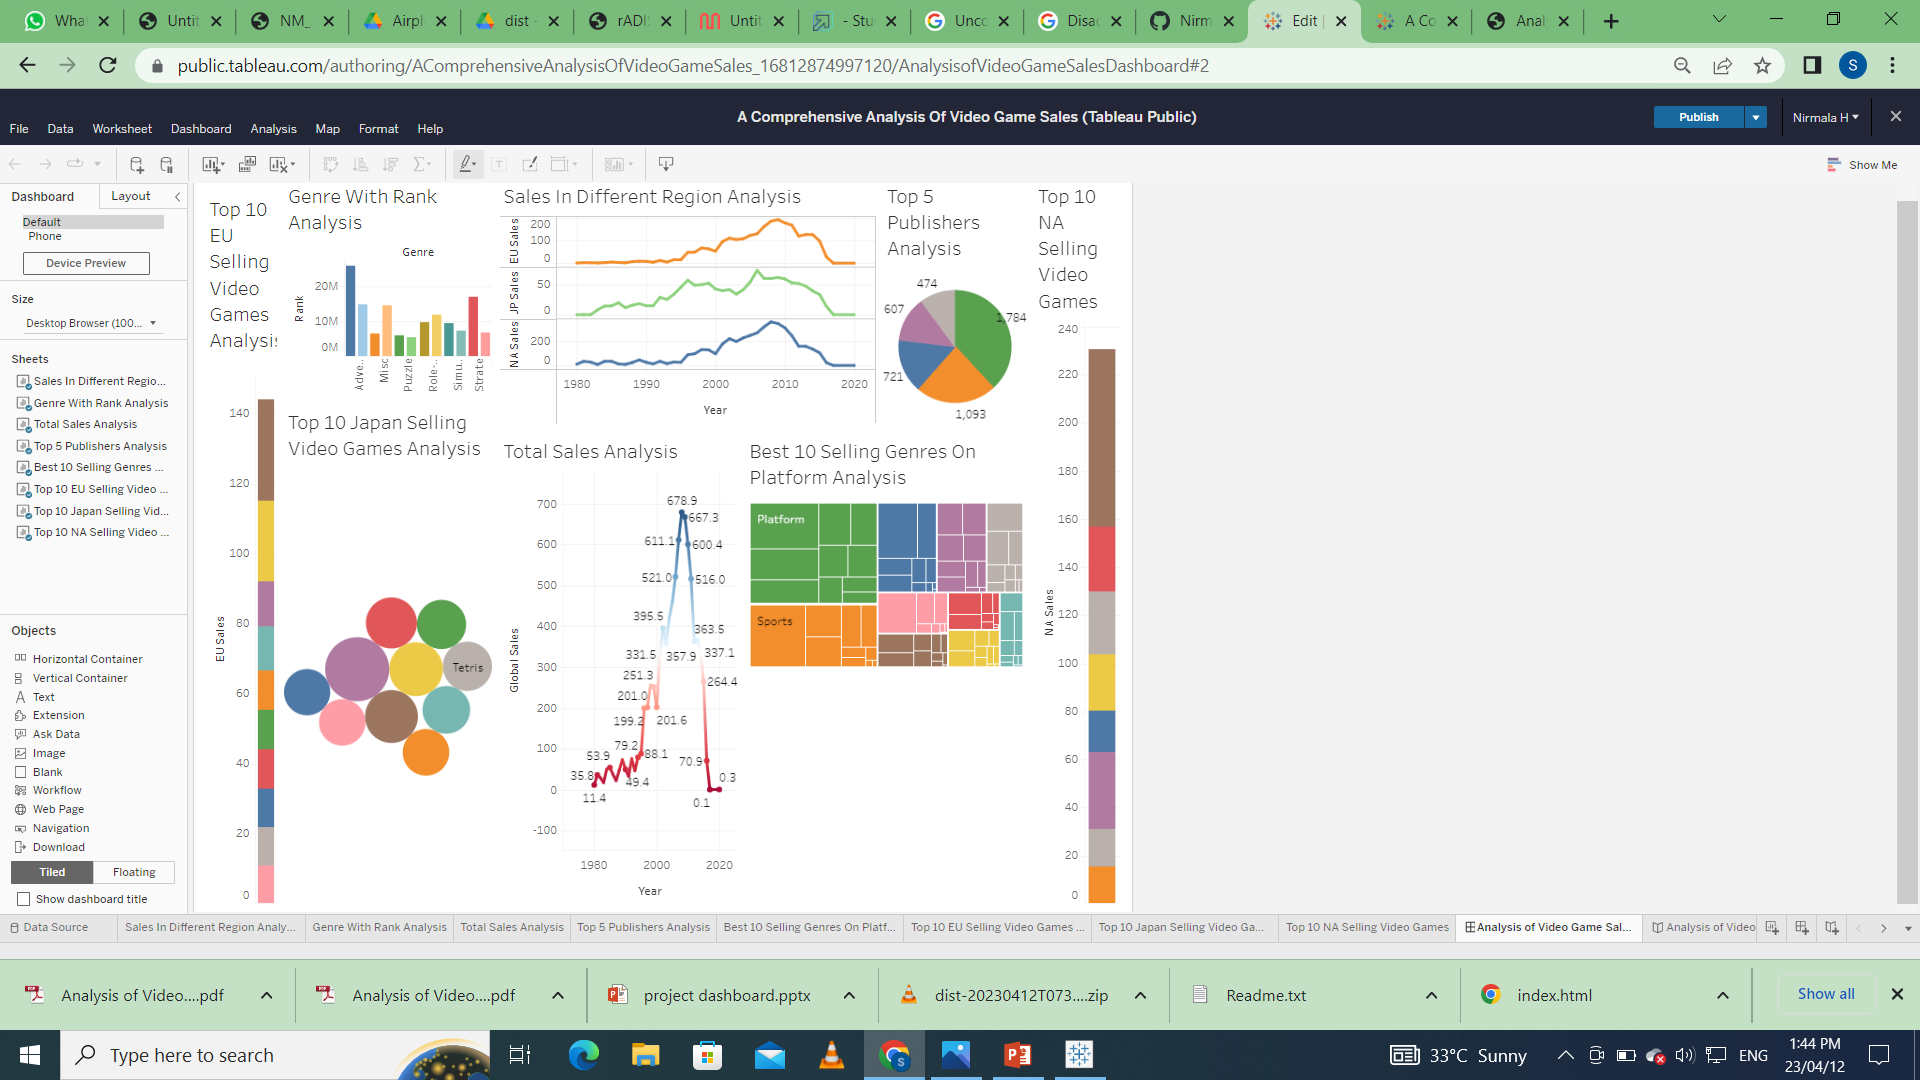 What
Untit
NM_
Airpl
dist -
rADI
Untit
- Stu
Unco
Disac
Nirm
Edit
A Co
Anal
public.tableau.com/authoring/AComprehensiveAnalysisOfVideoGameSales_16812874997120/AnalysisofVideoGameSalesDashboard#2
S
A Comprehensive Analysis Of Video Game Sales (Tableau Public)
Publish
Nirmala H
File Data Worksheet Dashboard Analysis Map Format Help
Show Me
Dashboard
Layout
Default
Phone
Device Preview
Size
Desktop Browser (100...
Sheets
Sales In Different Regio...
Genre With Rank Analysis
Total Sales Analysis
Top 5 Publishers Analysis
Best 10 Selling Genres ...
Top 10 EU Selling Video ...
Top 10 Japan Selling Vid...
Top 10 NA Selling Video ...
Objects
Horizontal Container
Vertical Container
Text
Extension
Ask Data
Image
Blank
Workflow
Web Page
Navigation
Download
Tiled
Floating
Show dashboard title
Top 10
EU
Selling
Video
Games
Analysis
140
120
100
80
60
40
20
0
EU Sales
Genre With Rank
Analysis
Genre
Rank
20M
10M
0M
Adve..
Misc
Puzzle
Role-..
Simu..
Strate
Sales In Different Region Analysis
EU Sales
200
100
0
JP Sales
50
0
NA Sales
200
0
1980 1990 2000 2010 2020
Year
Top 5
Publishers
Analysis
474
607
1,784
721
1,093
Top 10
NA
Selling
Video
Games
240
220
200
180
160
140
120
100
80
60
40
20
0
NA Sales
Top 10 Japan Selling
Video Games Analysis
Tetris
Total Sales Analysis
Global Sales
700
600
500
400
300
200
100
0
-100
678.9
667.3
611.1
600.4
521.0
516.0
395.5
363.5
331.5
357.9
337.1
251.3
264.4
201.0
199.2
201.6
79.2
53.9
88.1
70.9
35.8
49.4
0.3
11.4
0.1
1980 2000 2020
Year
Best 10 Selling Genres On
Platform Analysis
Platform
Sports
Data Source
Sales In Different Region Analy...
Genre With Rank Analysis
Total Sales Analysis
Top 5 Publishers Analysis
Best 10 Selling Genres On Platf...
Top 10 EU Selling Video Games ...
Top 10 Japan Selling Video Ga...
Top 10 NA Selling Video Games
Analysis of Video Game Sal...
Analysis of Video
Analysis of Video....pdf
Analysis of Video....pdf
project dashboard.pptx
dist-20230412T073....zip
Readme.txt
index.html
Show all
Type here to search
33°C Sunny
ENG
1:44 PM
23/04/12